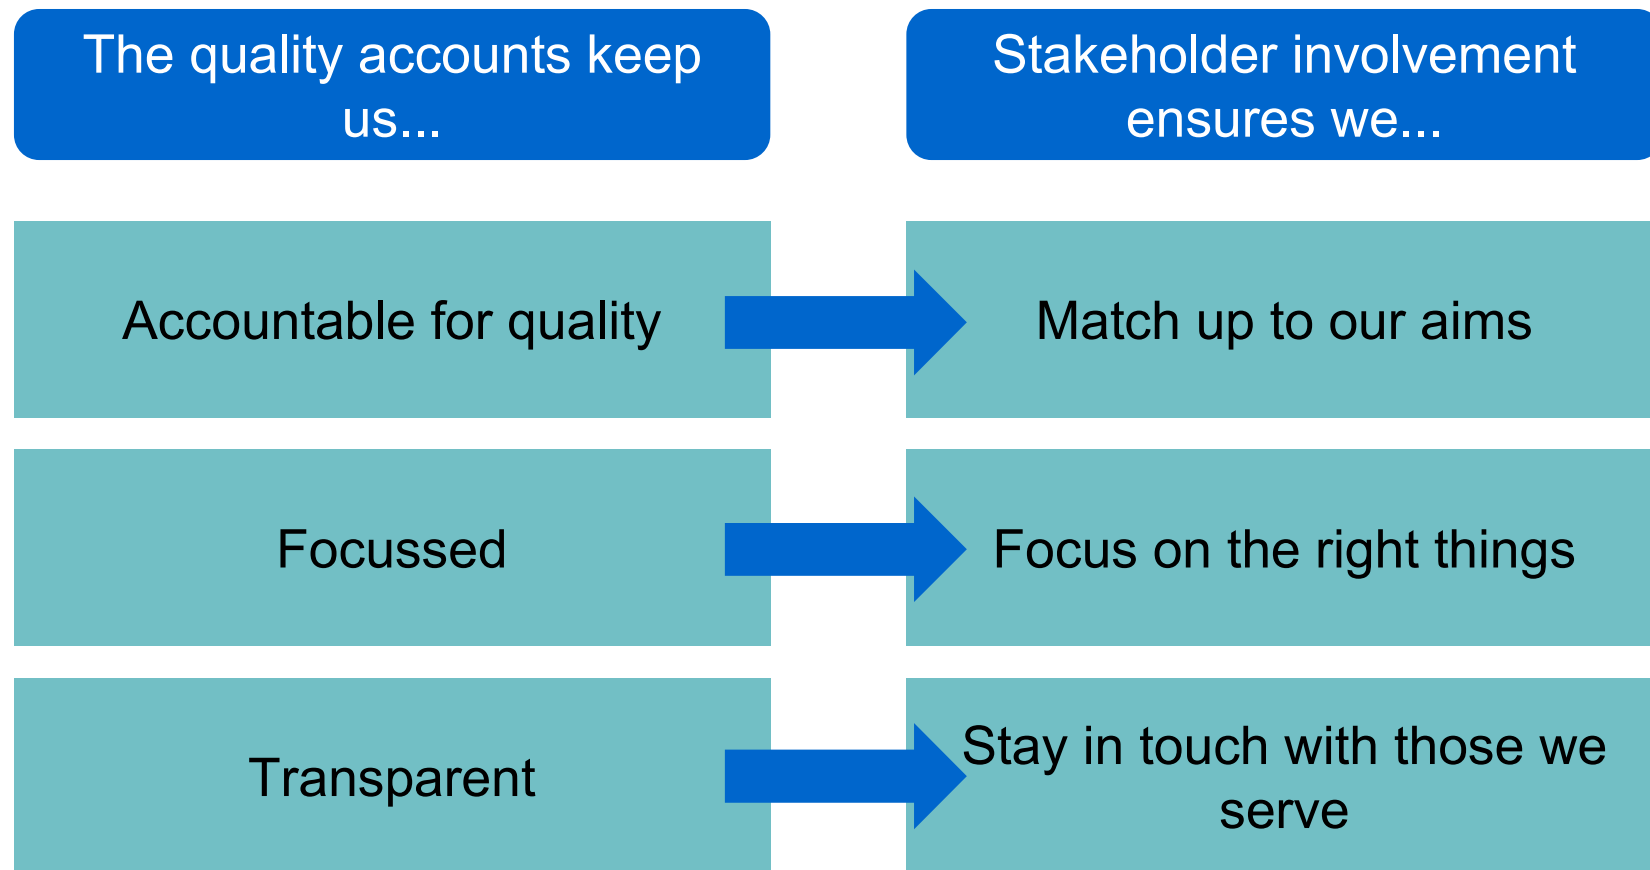 The quality accounts keep
us...
Stakeholder involvement
ensures we...
Accountable for quality
Match up to our aims
Focussed
Focus on the right things
Transparent
Stay in touch with those we
serve